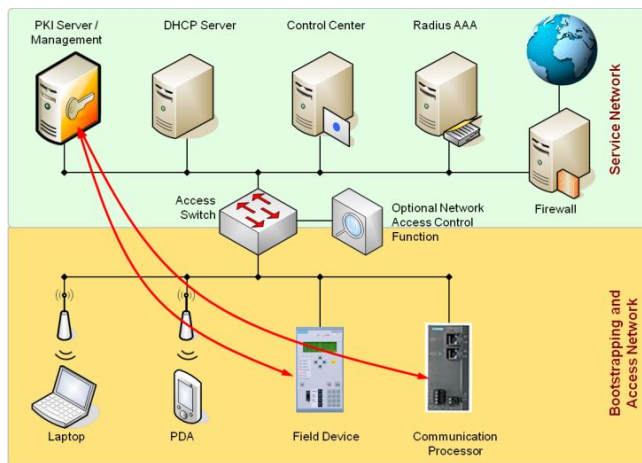 PKI Server /
Management
DHCP Server
Control Center
Radius AAA
Service Network
Access
Switch
Optional Network
Access Control
Function
Firewall
Bootstrapping and
Access Network
Laptop
PDA
Field Device
Communication
Processor